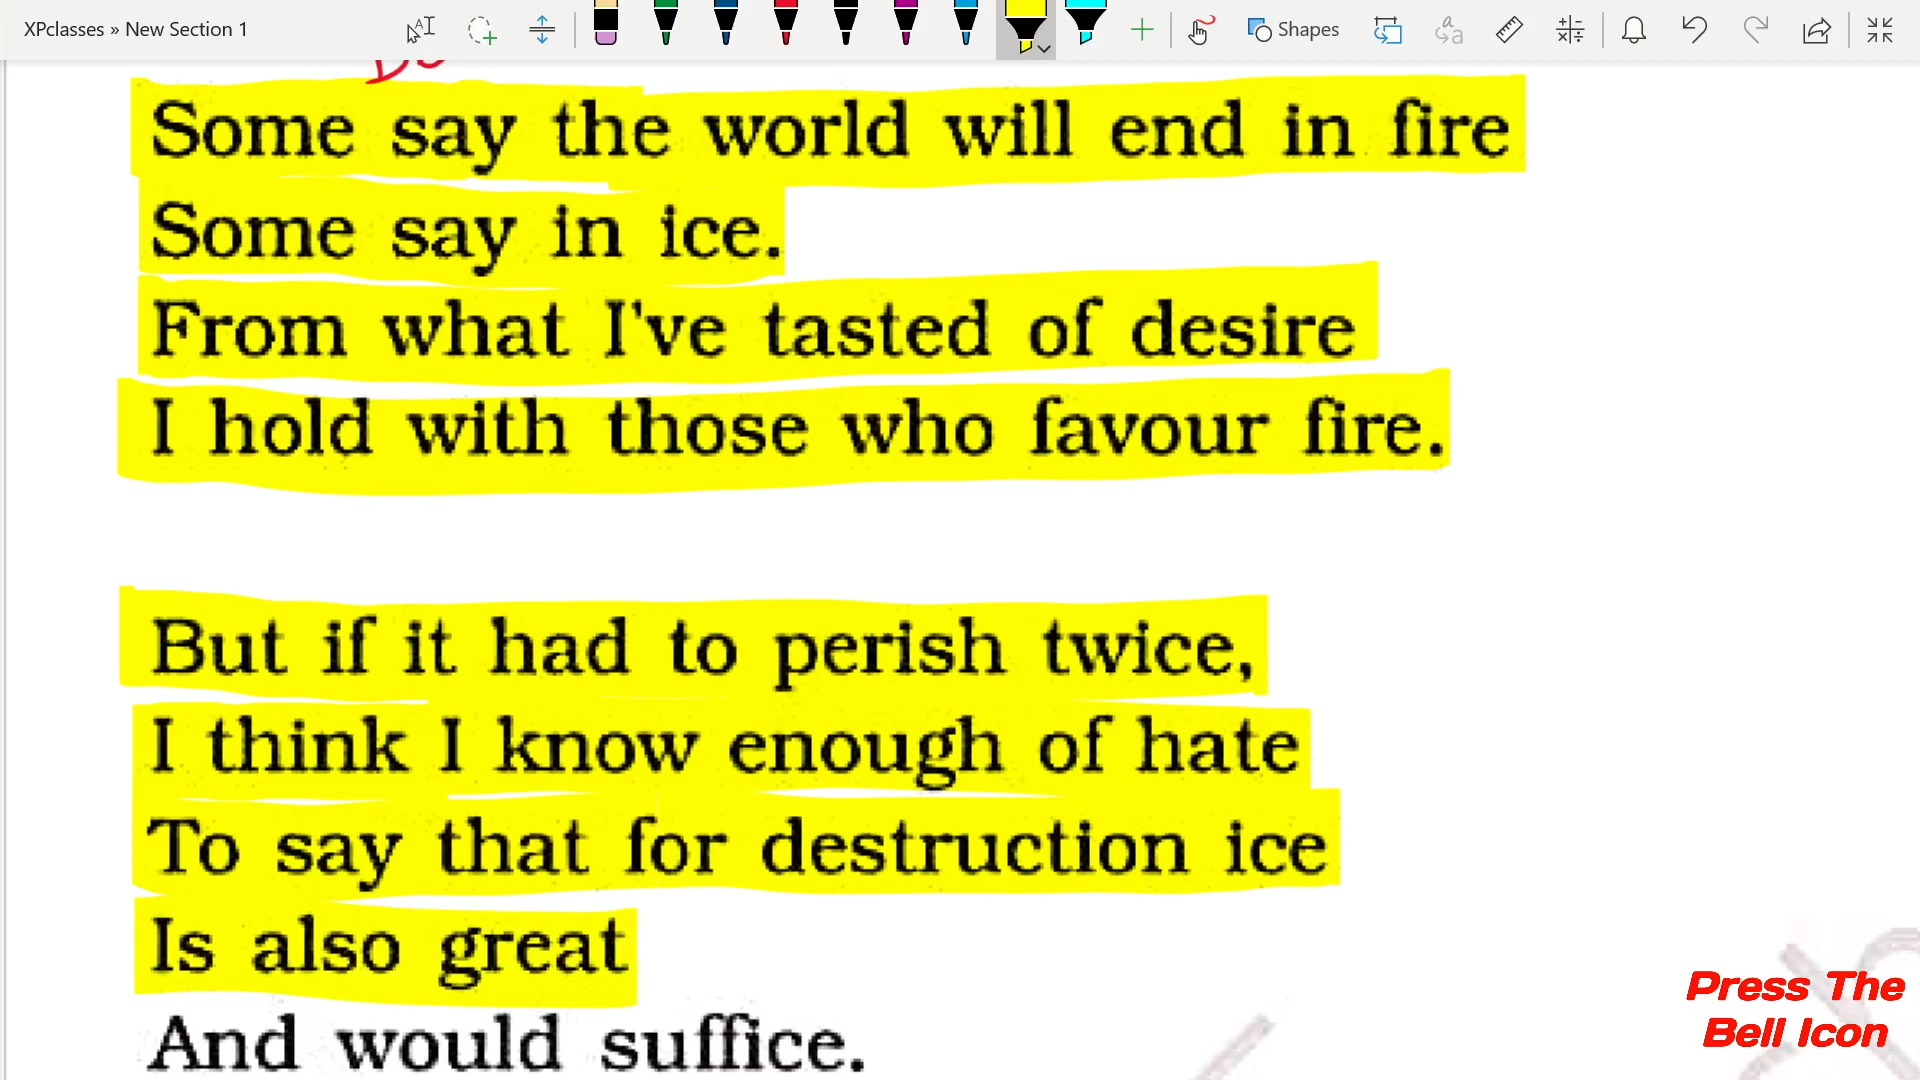 XPclasses » New Section 1
Shapes
Some say the world will end in fire
Some say in ice.
From what I've tasted of desire
I hold with those who favour fire.
But if it had to perish twice,
I think I know enough of hate
To say that for destruction ice
Is also great
And would suffice.
Press The
Bell Icon